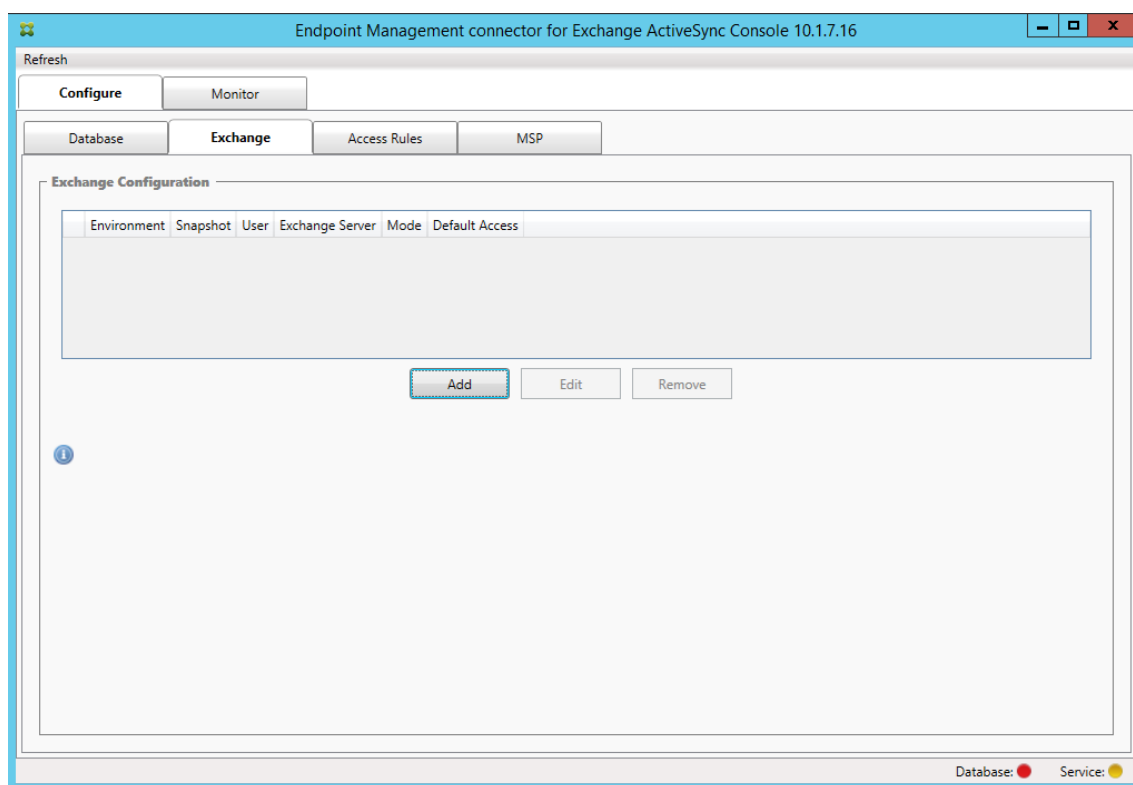 Endpoint Management connector for Exchange ActiveSync Console 10.1.7.16
Refresh
Configure Monitor
Database Exchange Access Rules MSP
Exchange Configuration
Environment Snapshot User Exchange Server Mode Default Access
Add Edit Remove
Database: Service: